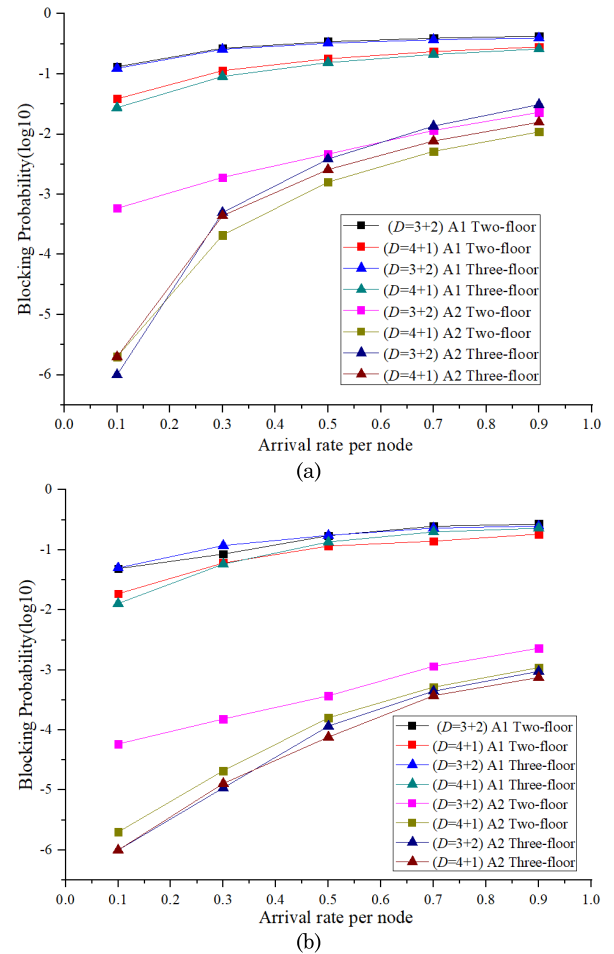 0
-1
-2
-3
-4
-5
-6
Blocking Probability(log10)
(D=3+2) A1 Two-floor
(D=4+1) A1 Two-floor
(D=3+2) A1 Three-floor
(D=4+1) A1 Three-floor
(D=3+2) A2 Two-floor
(D=4+1) A2 Two-floor
(D=3+2) A2 Three-floor
(D=4+1) A2 Three-floor
0.0 0.1 0.2 0.3 0.4 0.5 0.6 0.7 0.8 0.9 1.0
Arrival rate per node
(a)
0
-1
-2
-3
-4
-5
-6
Blocking Probability(log10)
(D=3+2) A1 Two-floor
(D=4+1) A1 Two-floor
(D=3+2) A1 Three-floor
(D=4+1) A1 Three-floor
(D=3+2) A2 Two-floor
(D=4+1) A2 Two-floor
(D=3+2) A2 Three-floor
(D=4+1) A2 Three-floor
0.0 0.1 0.2 0.3 0.4 0.5 0.6 0.7 0.8 0.9 1.0
Arrival rate per node
(b)